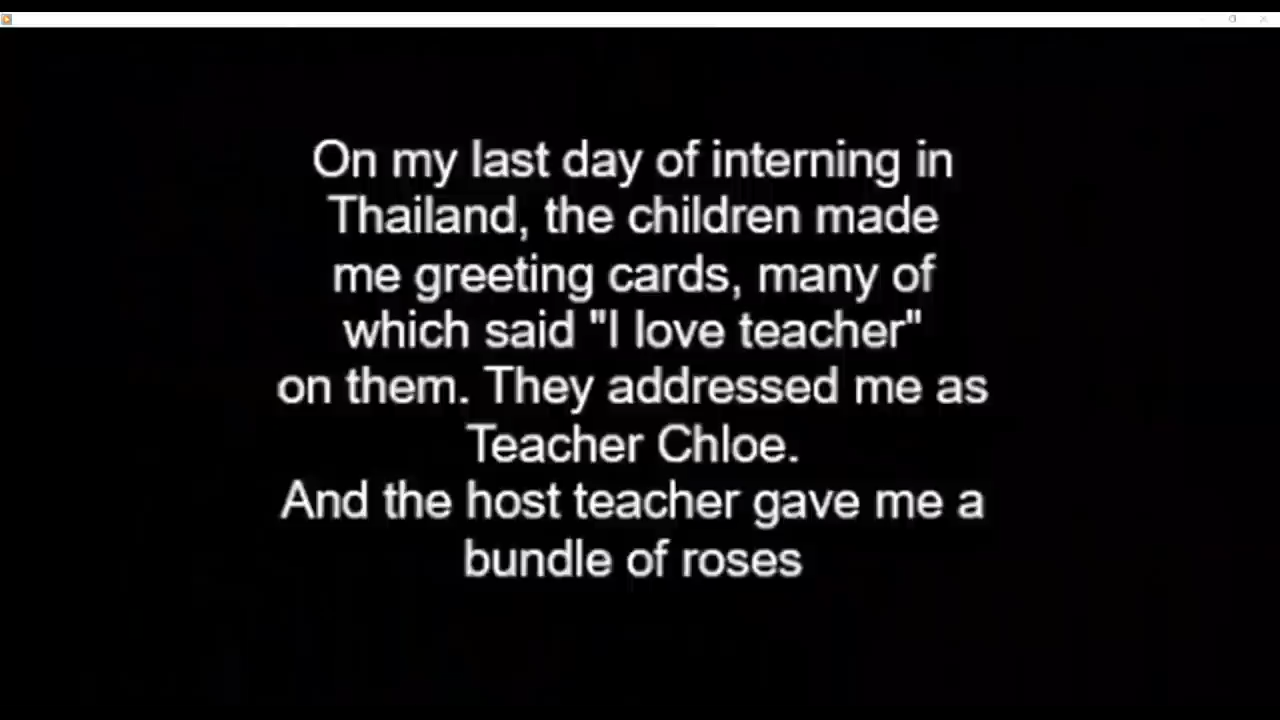 On my last day of interning in
Thailand, the children made
me greeting cards, many of
which said "I love teacher"
on them. They addressed me as
Teacher Chloe.
And the host teacher gave me a
bundle of roses